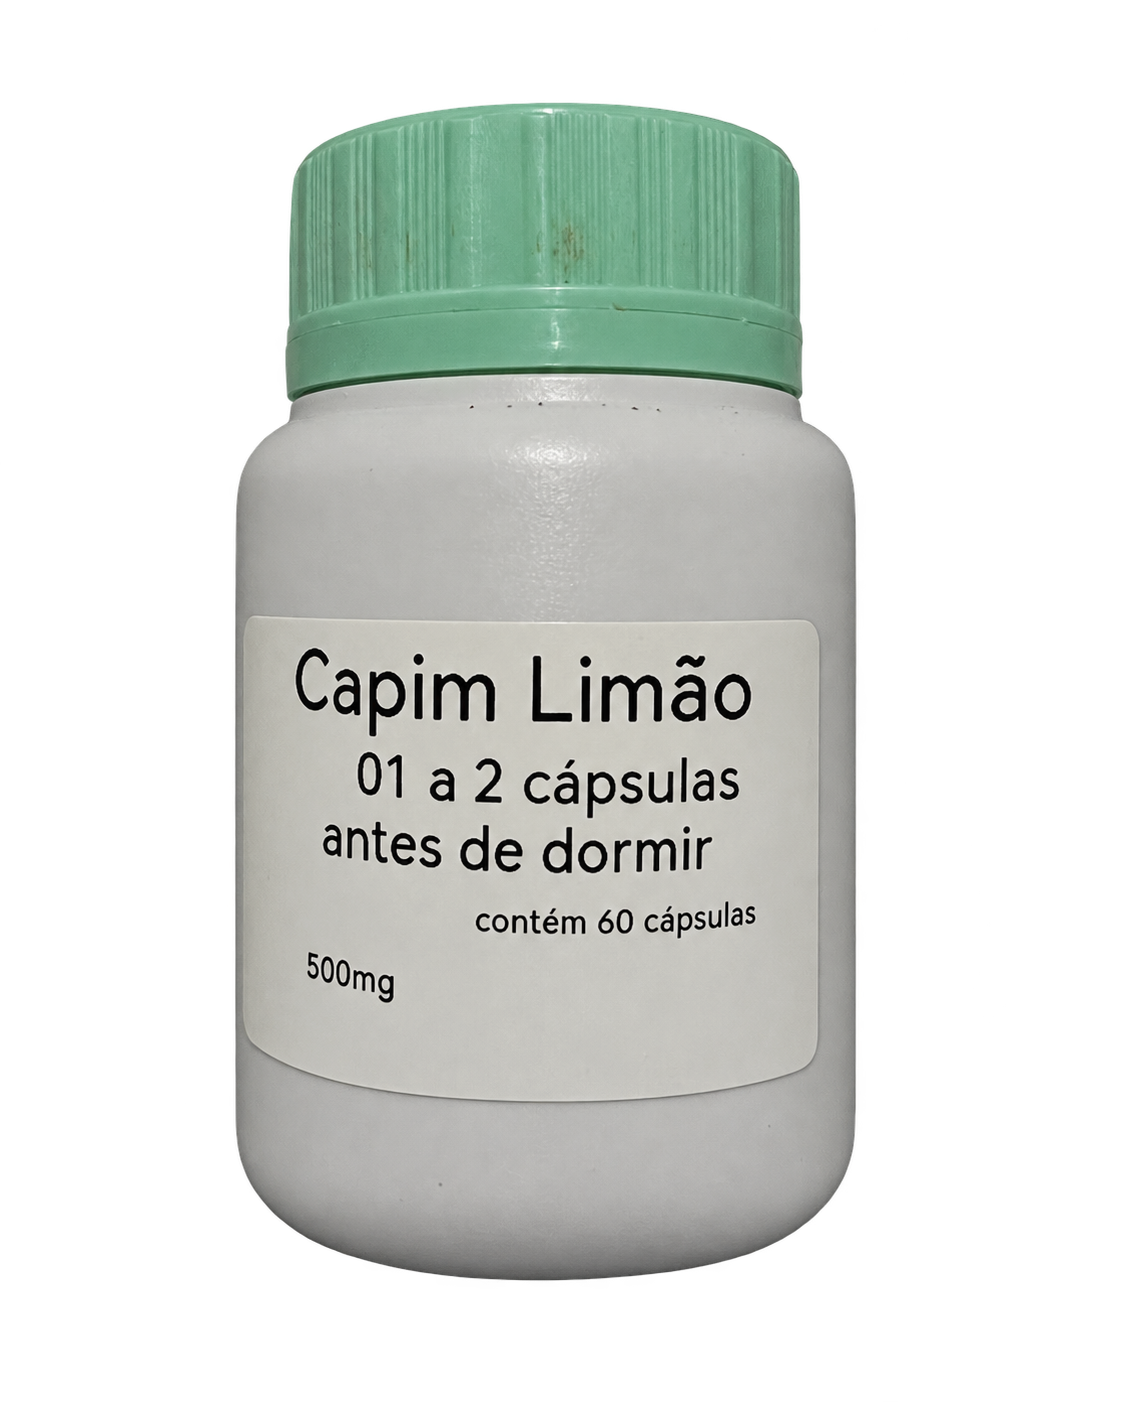 Capim Limão
01 a 2 cápsulas
antes de dormir
contém 60 cápsulas
500mg